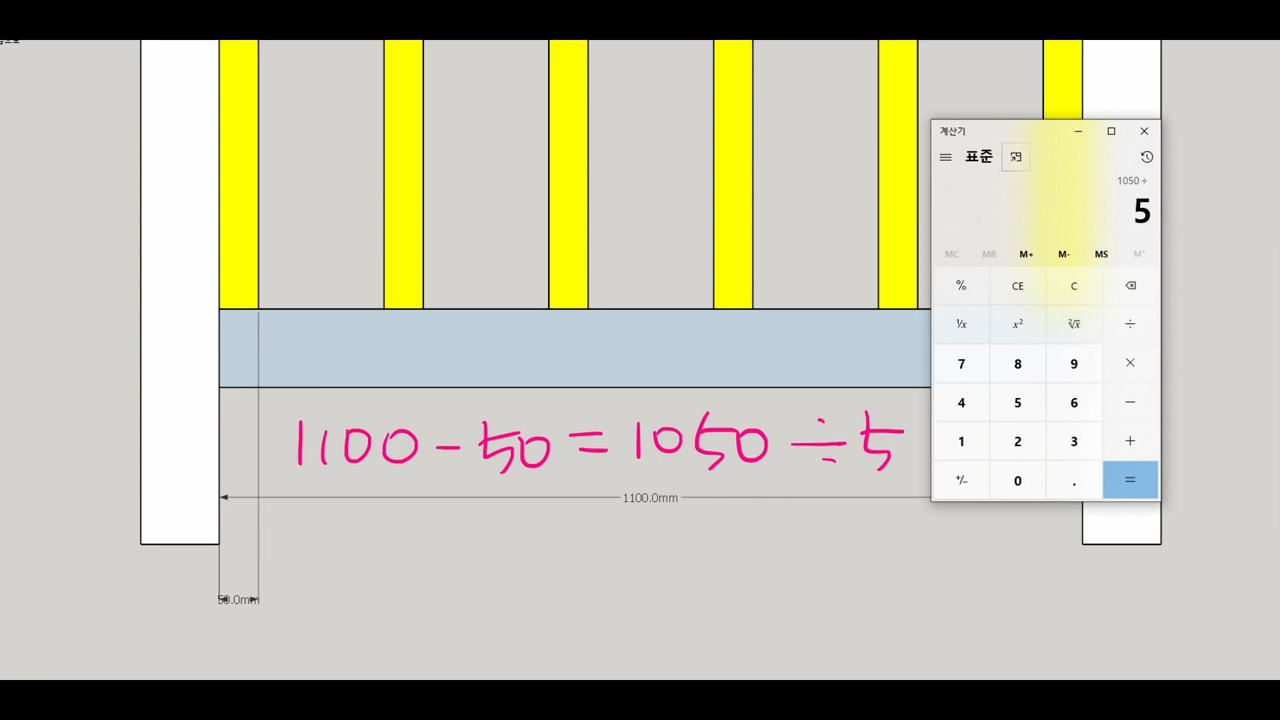 계산기
표준
1050 ÷
5
MC MR M+ M- MS M˅
% CE C
¹/x x² ²√x ÷
7 8 9 ×
4 5 6 −
1 2 3 +
+/− 0 . =
1100-50=1050÷5
1100.0mm
50.0mm